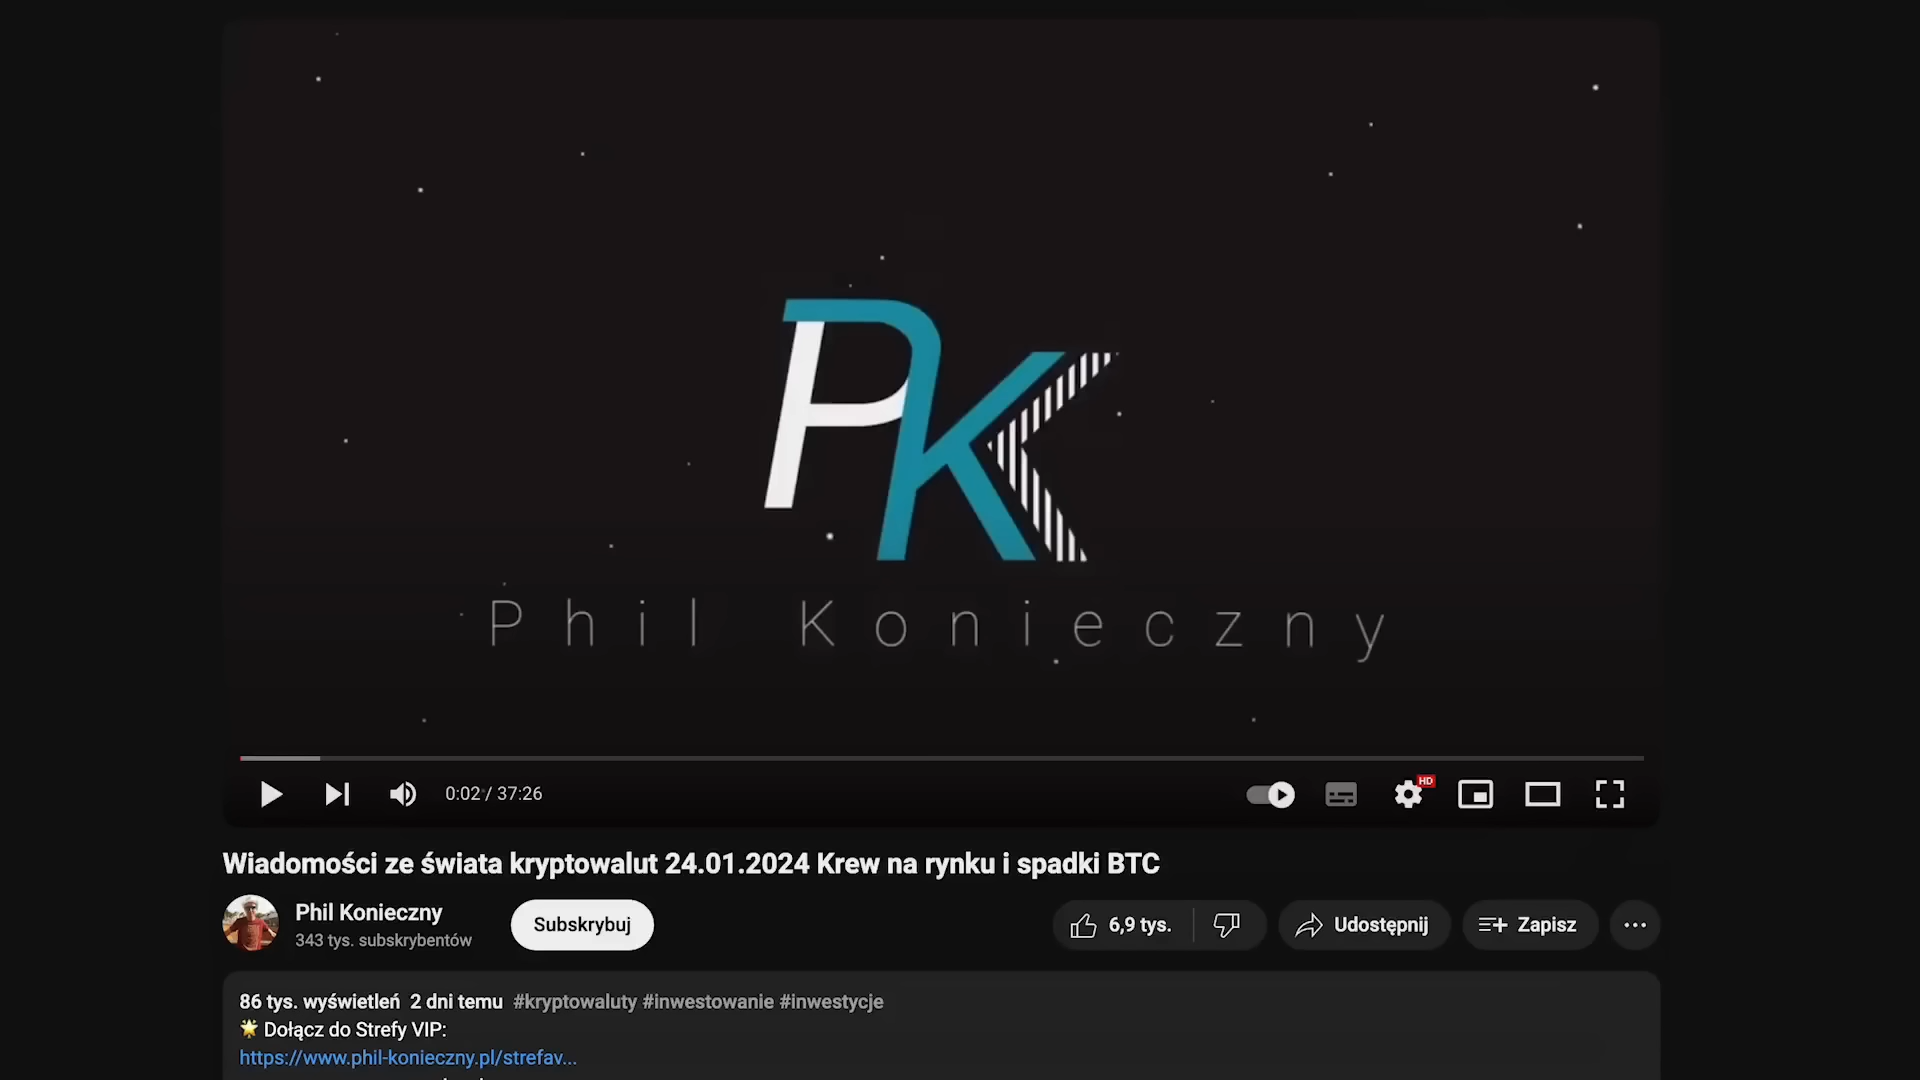 PK
Phil Konieczny
0:02 / 37:26
HD
Wiadomości ze świata kryptowalut 24.01.2024 Krew na rynku i spadki BTC
Phil Konieczny
343 tys. subskrybentów
Subskrybuj
6,9 tys.
Udostępnij
Zapisz
86 tys. wyświetleń 2 dni temu #kryptowaluty #inwestowanie #inwestycje
🌟 Dołącz do Strefy VIP:
https://www.phil-konieczny.pl/strefav...